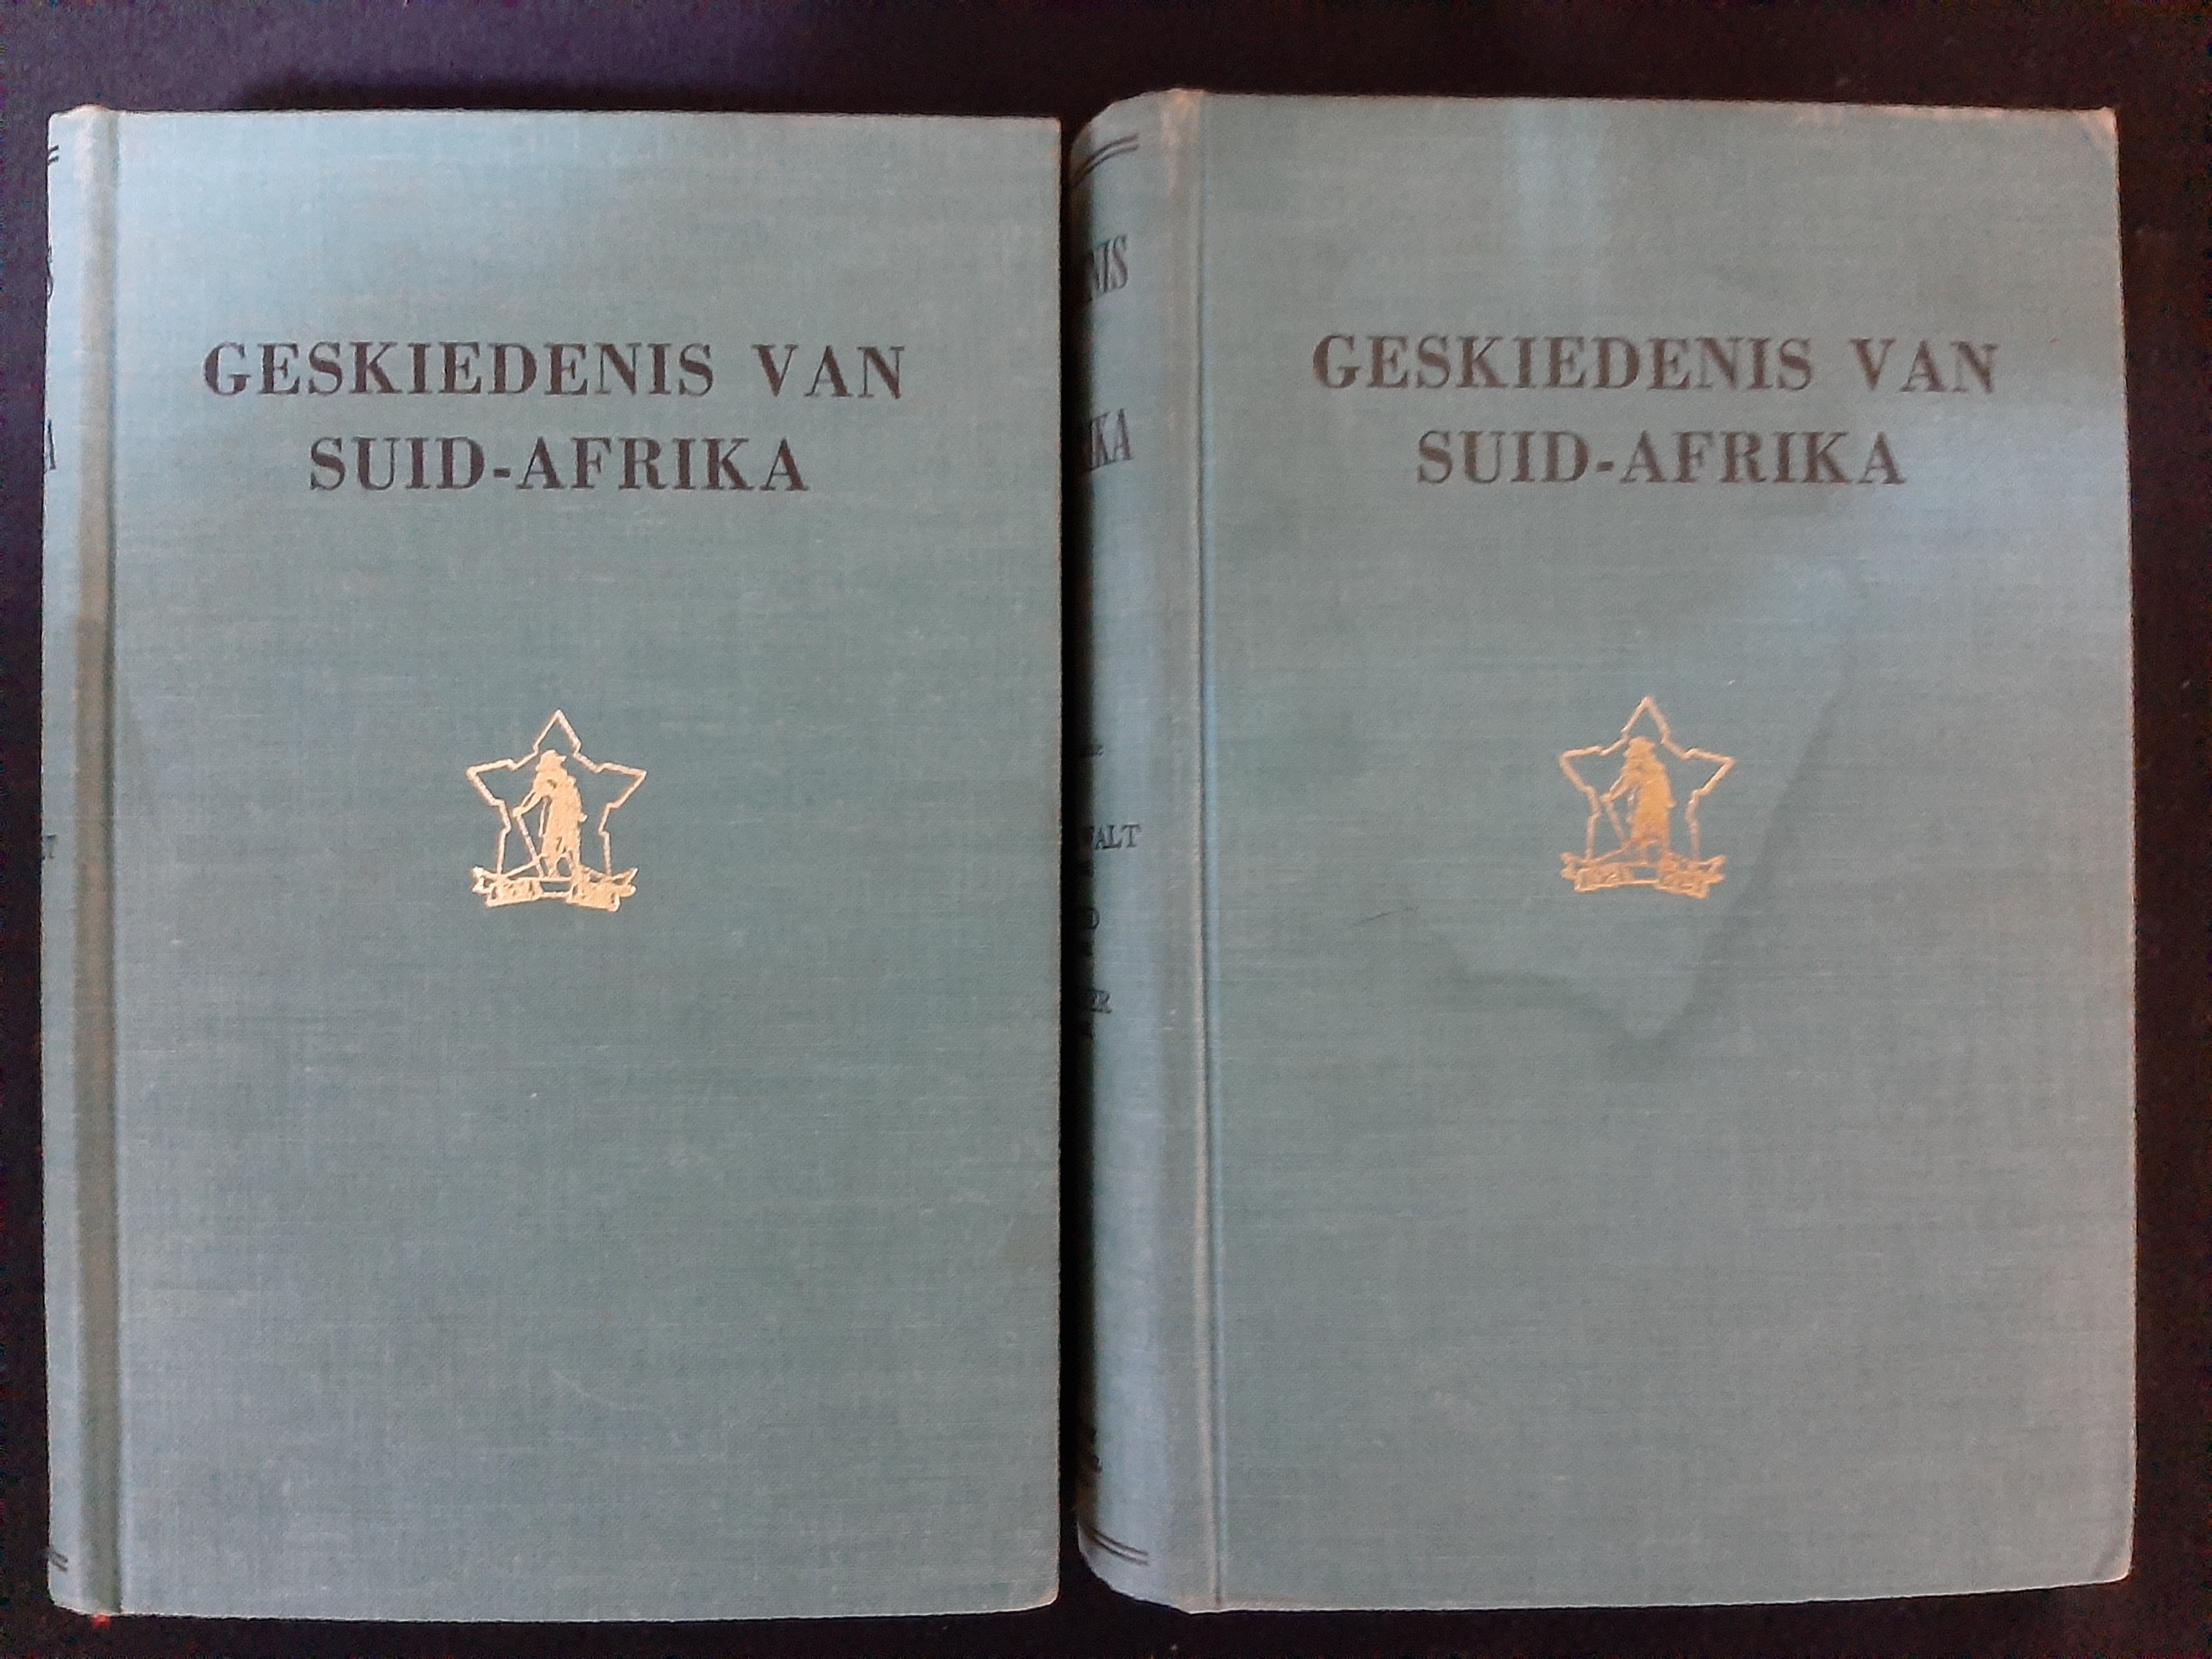 GESKIEDENIS VAN
SUID-AFRIKA
GESKIEDENIS VAN
SUID-AFRIKA